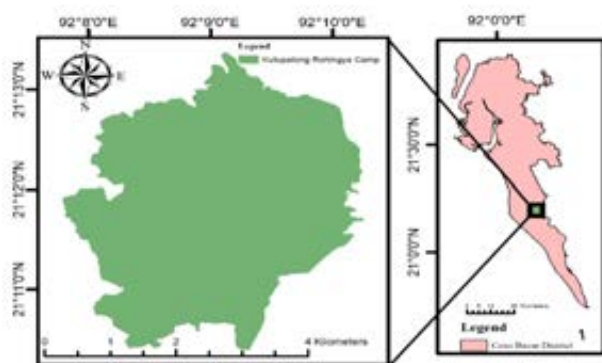 92°8'0"E 92°9'0"E 92°10'0"E
92°0'0"E
N
W E
S
Legend
Kutupalong Rohingya Camp
21°13'0"N
21°12'0"N
21°11'0"N
0 1 2 4 Kilometers
21°30'0"N
21°0'0"N
Legend
District
1